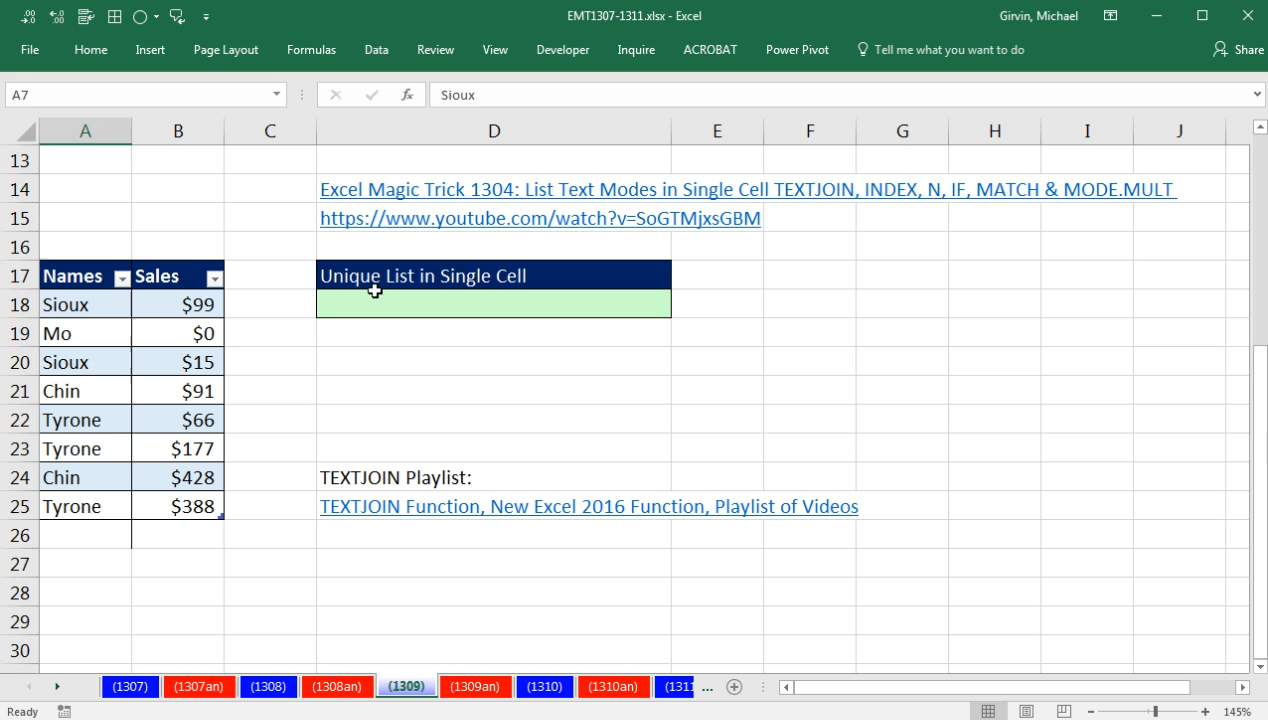 EMT1307-1311.xlsx - Excel
Girvin, Michael
File Home Insert Page Layout Formulas Data Review View Developer Inquire ACROBAT Power Pivot Tell me what you want to do Share
A7 fx Sioux
A B C D E F G H I J
13
14 Excel Magic Trick 1304: List Text Modes in Single Cell TEXTJOIN, INDEX, N, IF, MATCH & MODE.MULT
15 https://www.youtube.com/watch?v=SoGTMjxsGBM
16
17 Names Sales Unique List in Single Cell
18 Sioux $99
19 Mo $0
20 Sioux $15
21 Chin $91
22 Tyrone $66
23 Tyrone $177
24 Chin $428 TEXTJOIN Playlist:
25 Tyrone $388 TEXTJOIN Function, New Excel 2016 Function, Playlist of Videos
26
27
28
29
30
(1307) (1307an) (1308) (1308an) (1309) (1309an) (1310) (1310an) (1311 ...
Ready 145%